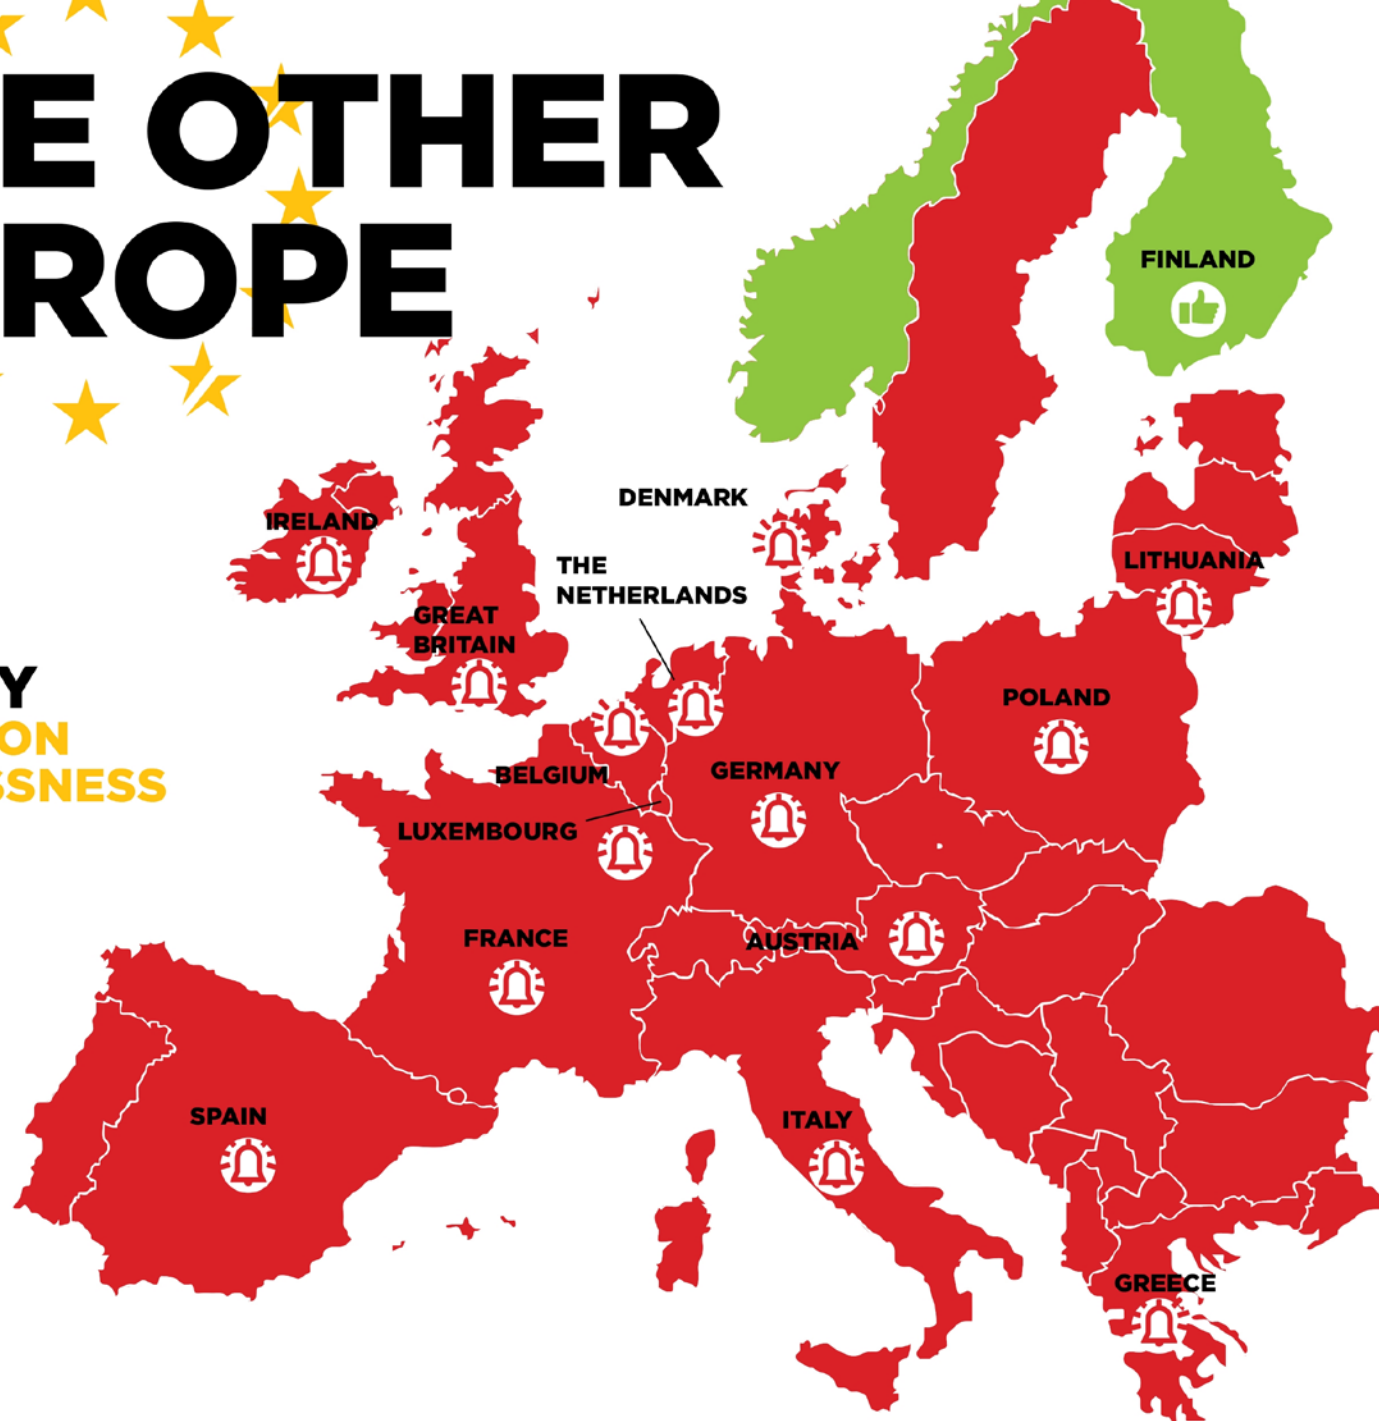 E OTHER
ROPE
FINLAND
DENMARK
IRELAND
THE
NETHERLANDS
LITHUANIA
GREAT
BRITAIN
Y
ON
SSNESS
POLAND
BELGIUM
GERMANY
LUXEMBOURG
FRANCE
AUSTRIA
SPAIN
ITALY
GREECE